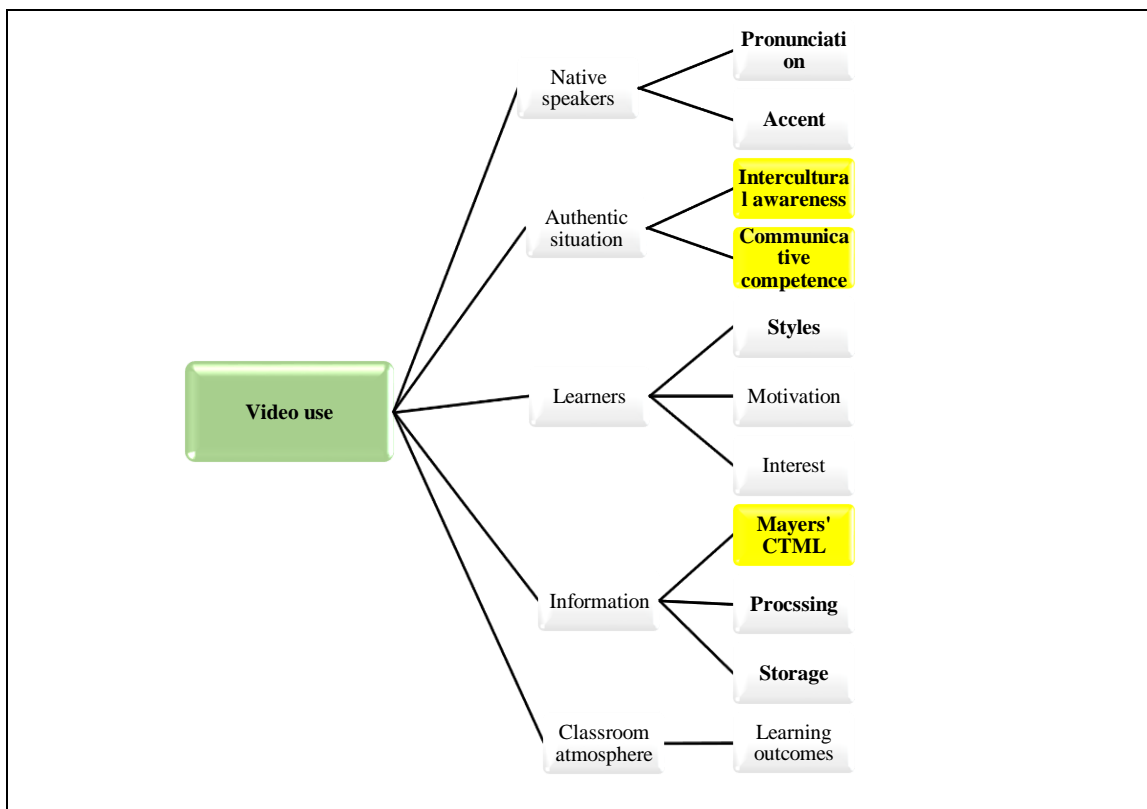 Pronunciati
on
Native
speakers
Accent
Intercultura
l awareness
Authentic
situation
Communica
tive
competence
Styles
Video use
Learners
Motivation
Interest
Mayers'
CTML
Information
Procssing
Storage
Classroom
atmosphere
Learning
outcomes